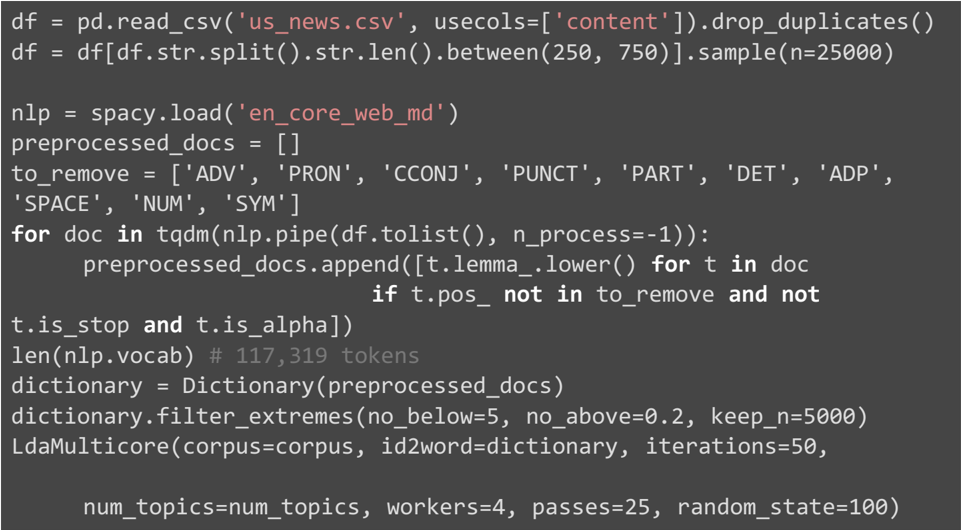 df = pd.read_csv('us_news.csv', usecols=['content']).drop_duplicates()
df = df[df.str.split().str.len().between(250, 750)].sample(n=25000)
nlp = spacy.load('en_core_web_md')
preprocessed_docs = []
to_remove = ['ADV', 'PRON', 'CCONJ', 'PUNCT', 'PART', 'DET', 'ADP',
'SPACE', 'NUM', 'SYM']
for doc in tqdm(nlp.pipe(df.tolist(), n_process=-1)):
preprocessed_docs.append([t.lemma_.lower() for t in doc
if t.pos_ not in to_remove and not
t.is_stop and t.is_alpha])
len(nlp.vocab) # 117,319 tokens
dictionary = Dictionary(preprocessed_docs)
dictionary.filter_extremes(no_below=5, no_above=0.2, keep_n=5000)
LdaMulticore(corpus=corpus, id2word=dictionary, iterations=50,
num_topics=num_topics, workers=4, passes=25, random_state=100)